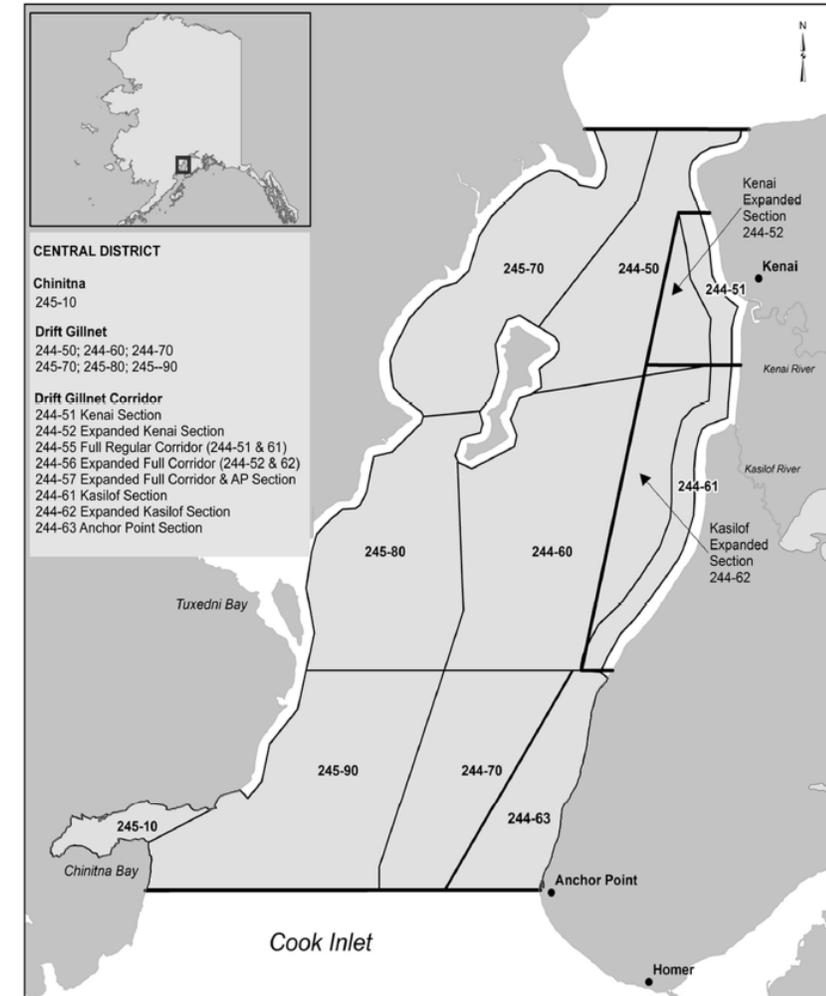 N
CENTRAL DISTRICT
Chinitna
245-10
Drift Gillnet
244-50; 244-60; 244-70
245-70; 245-80; 245--90
Drift Gillnet Corridor
244-51 Kenai Section
244-52 Expanded Kenai Section
244-55 Full Regular Corridor (244-51 & 61)
244-56 Expanded Full Corridor (244-52 & 62)
244-57 Expanded Full Corridor & AP Section
244-61 Kasilof Section
244-62 Expanded Kasilof Section
244-63 Anchor Point Section
Kenai
Expanded
Section
244-52
Kenai
245-70
244-50
244-51
Kenai River
Kasilof River
244-61
Kasilof
Expanded
Section
244-62
245-80
244-60
Tuxedni Bay
245-90
244-70
244-63
245-10
Chinitna Bay
Anchor Point
Cook Inlet
Homer